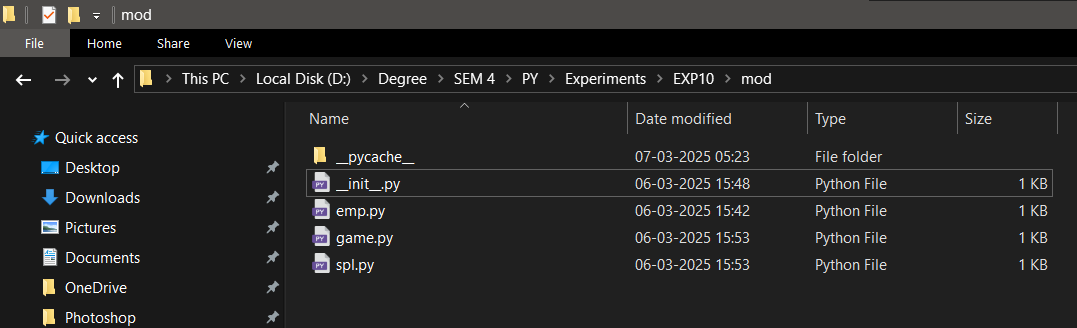 mod
File Home Share View
This PC Local Disk (D:) Degree SEM 4 PY Experiments EXP10 mod
Name Date modified Type Size
Quick access
Desktop
Downloads
Pictures
Documents
OneDrive
Photoshop
__pycache__ 07-03-2025 05:23 File folder
PY __init__.py 06-03-2025 15:48 Python File 1 KB
PY emp.py 06-03-2025 15:42 Python File 1 KB
PY game.py 06-03-2025 15:53 Python File 1 KB
PY spl.py 06-03-2025 15:53 Python File 1 KB